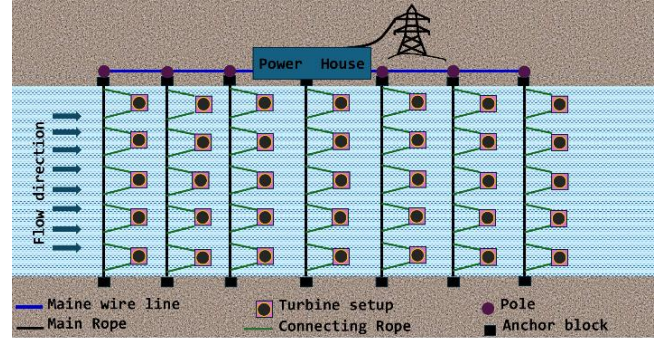 Power House
Flow direction
Maine wire line
Turbine setup
Pole
Main Rope
Connecting Rope
Anchor block